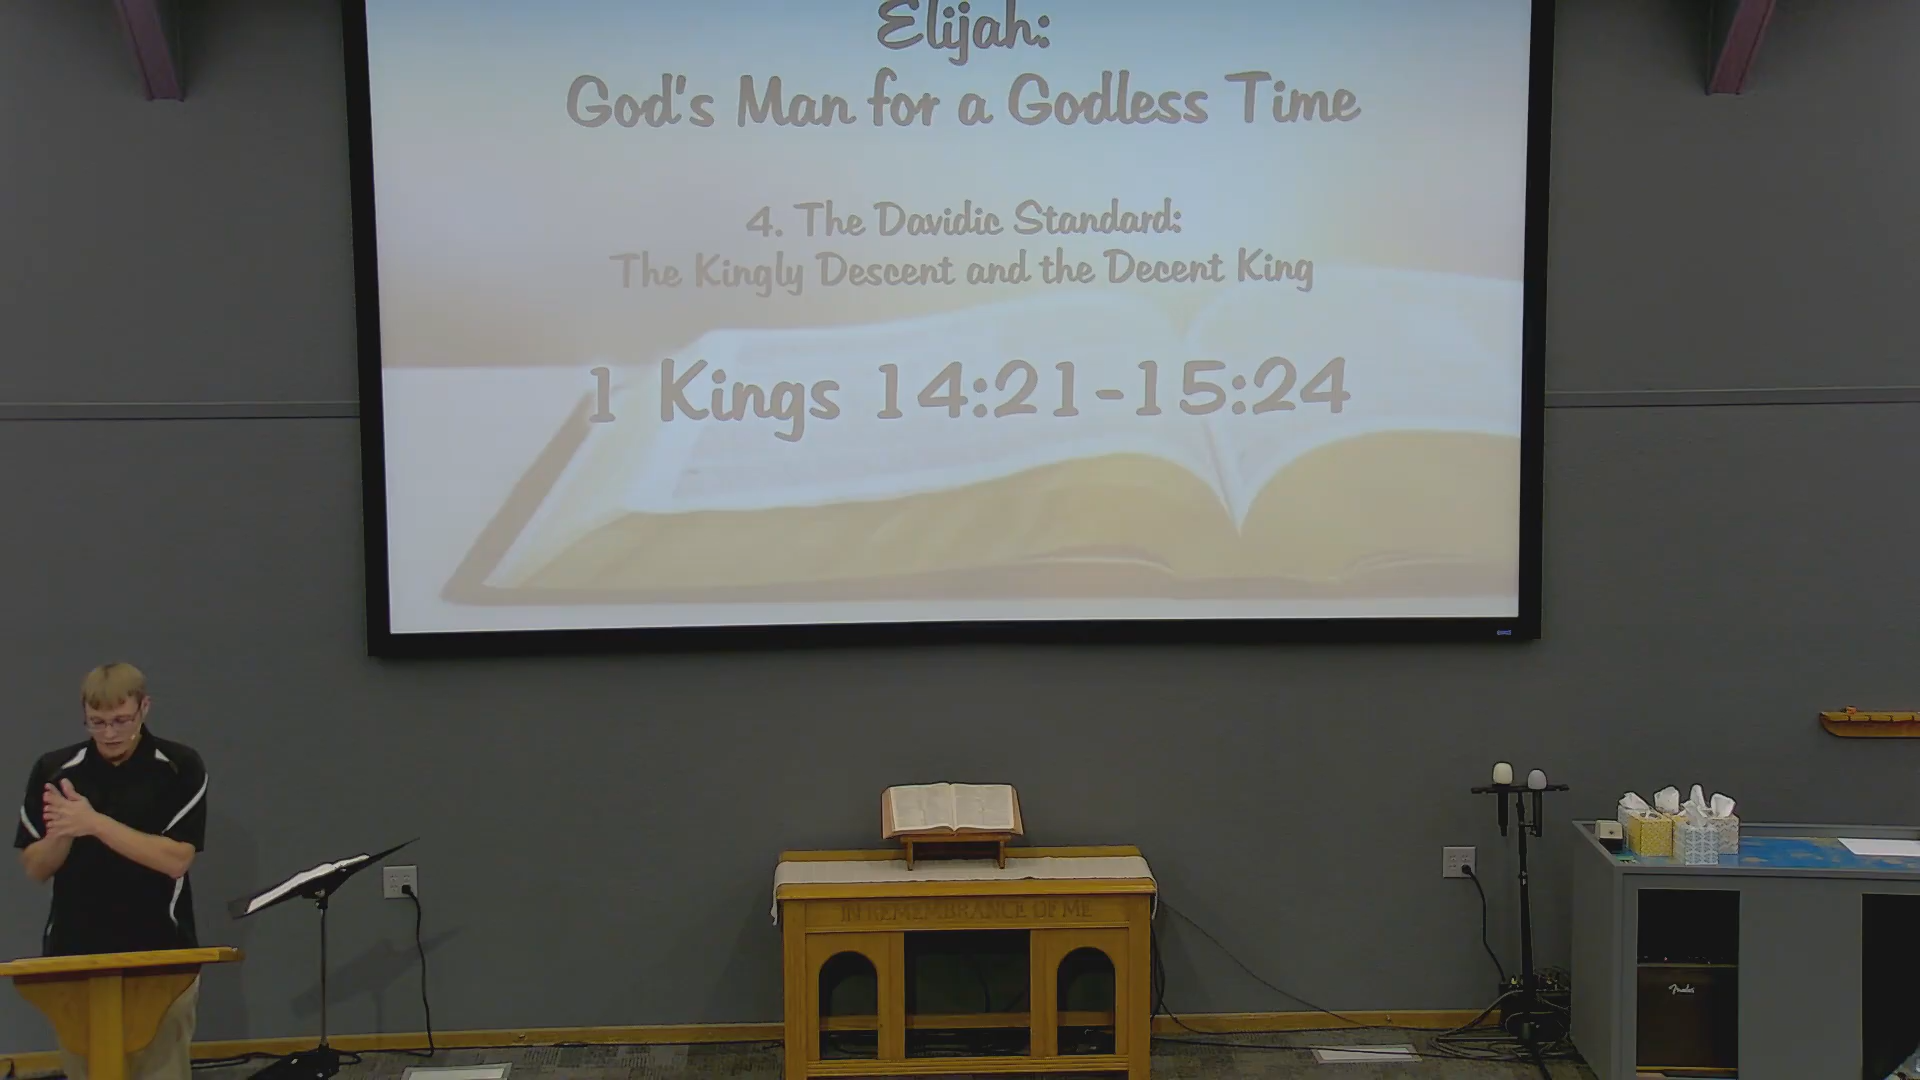 Elijah:
God's Man for a Godless Time
4. The Davidic Standard:
The Kingly Descent and the Decent King
1 Kings 14:21-15:24
IN REMEMBRANCE OF ME
Fender